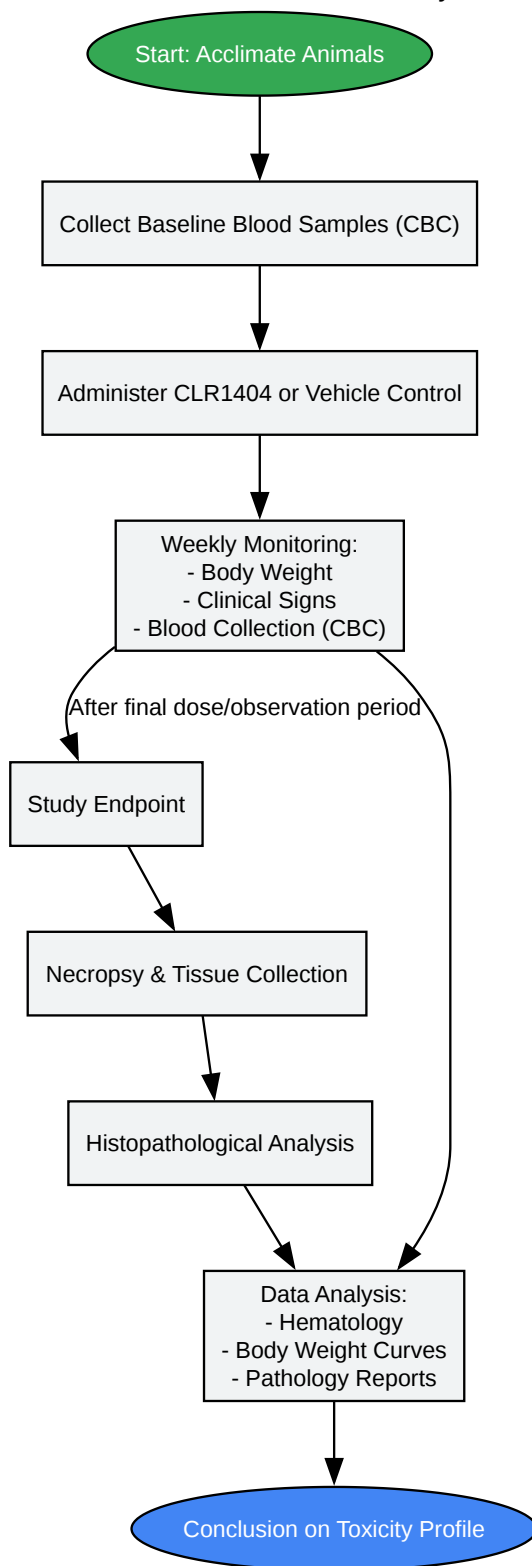 Start: Acclimate Animals
Collect Baseline Blood Samples (CBC)
Administer CLR1404 or Vehicle Control
Weekly Monitoring:
- Body Weight
- Clinical Signs
- Blood Collection (CBC)
After final dose/observation period
Study Endpoint
Necropsy & Tissue Collection
Histopathological Analysis
Data Analysis:
- Hematology
- Body Weight Curves
- Pathology Reports
Conclusion on Toxicity Profile